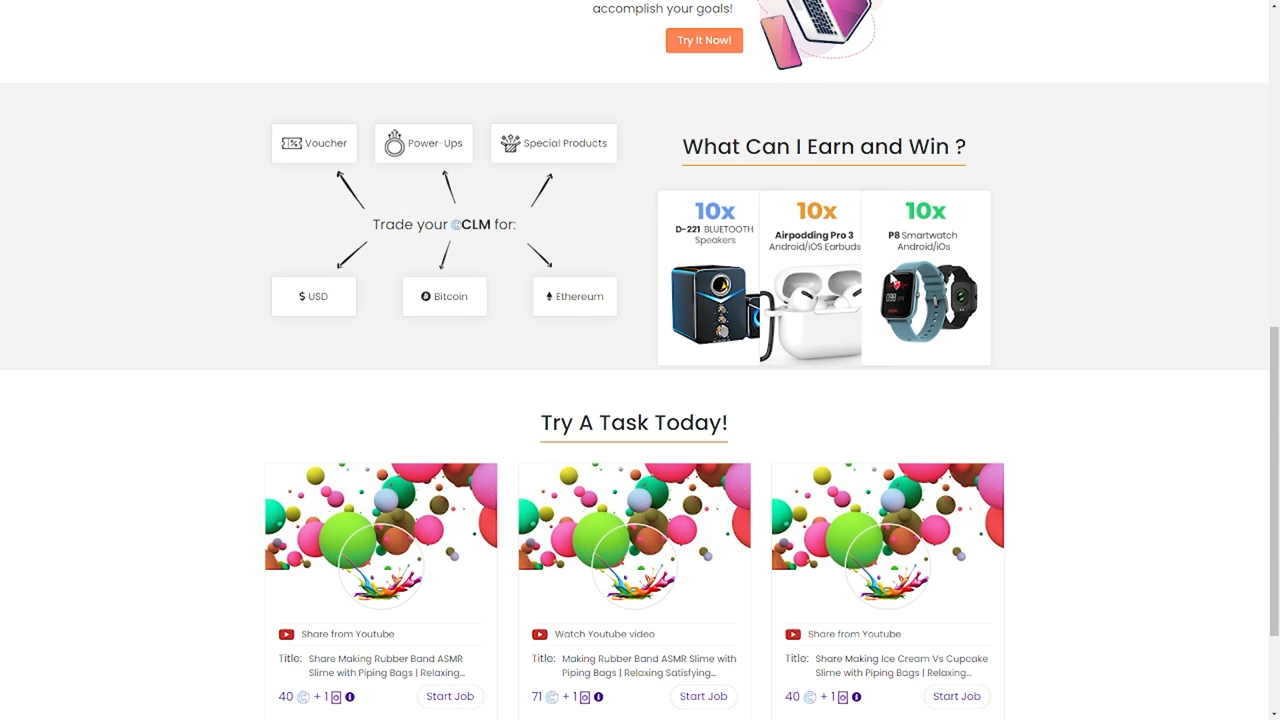 accomplish your goals!
Try It Now!
Voucher
Power-Ups
Special Products
Trade your CLM for:
$ USD
Bitcoin
Ethereum
What Can I Earn and Win ?
10x
D-221 BLUETOOTH
Speakers
10x
Airpodding Pro 3
Android/iOS Earbuds
10x
P8 Smartwatch
Android/iOs
Try A Task Today!
Share from Youtube
Title: Share Making Rubber Band ASMR
Slime with Piping Bags | Relaxing...
40 + 1
Start Job
Watch Youtube video
Title: Making Rubber Band ASMR Slime with
Piping Bags | Relaxing Satisfying...
71 + 1
Start Job
Share from Youtube
Title: Share Making Ice Cream Vs Cupcake
Slime with Piping Bags | Relaxing...
40 + 1
Start Job